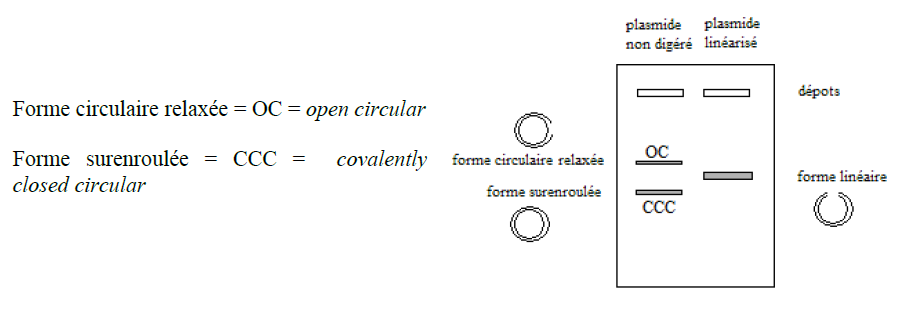 plasmide
non digéré
plasmide
linéarisé
dépots
Forme circulaire relaxée = OC = open circular
Forme surenroulée = CCC = covalently
closed circular
forme circulaire relaxée
OC
forme surenroulée
CCC
forme linéaire